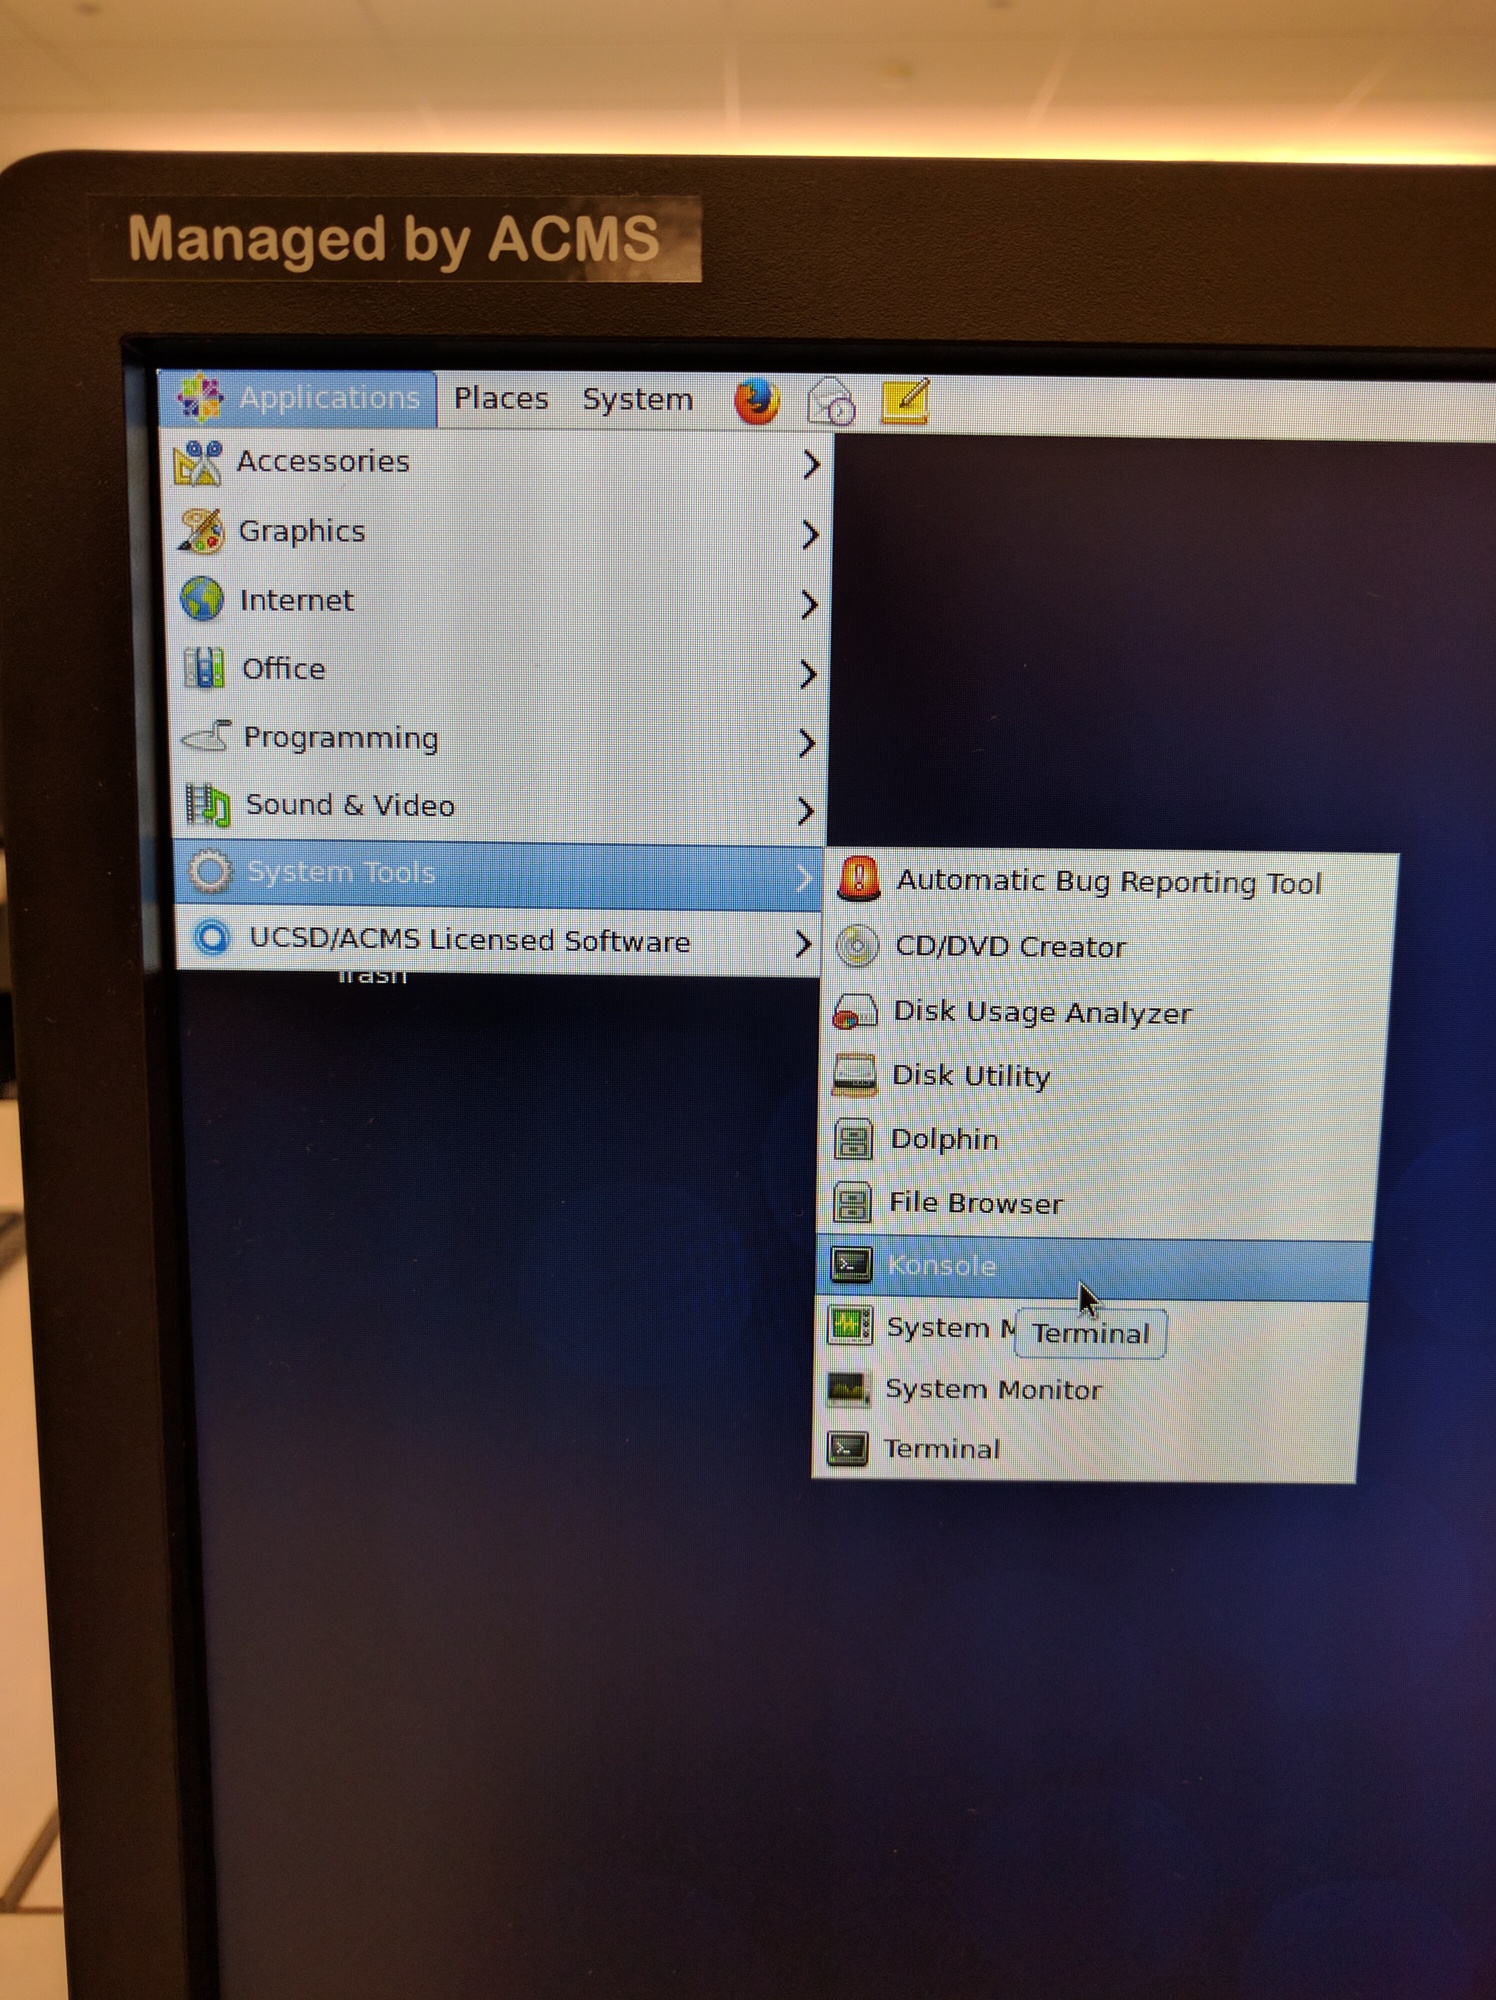 Managed by ACMS
Applications Places System
Accessories
Graphics
Internet
Office
Programming
Sound & Video
System Tools
UCSD/ACMS Licensed Software
Trash
Automatic Bug Reporting Tool
CD/DVD Creator
Disk Usage Analyzer
Disk Utility
Dolphin
File Browser
Konsole
System M
Terminal
System Monitor
Terminal